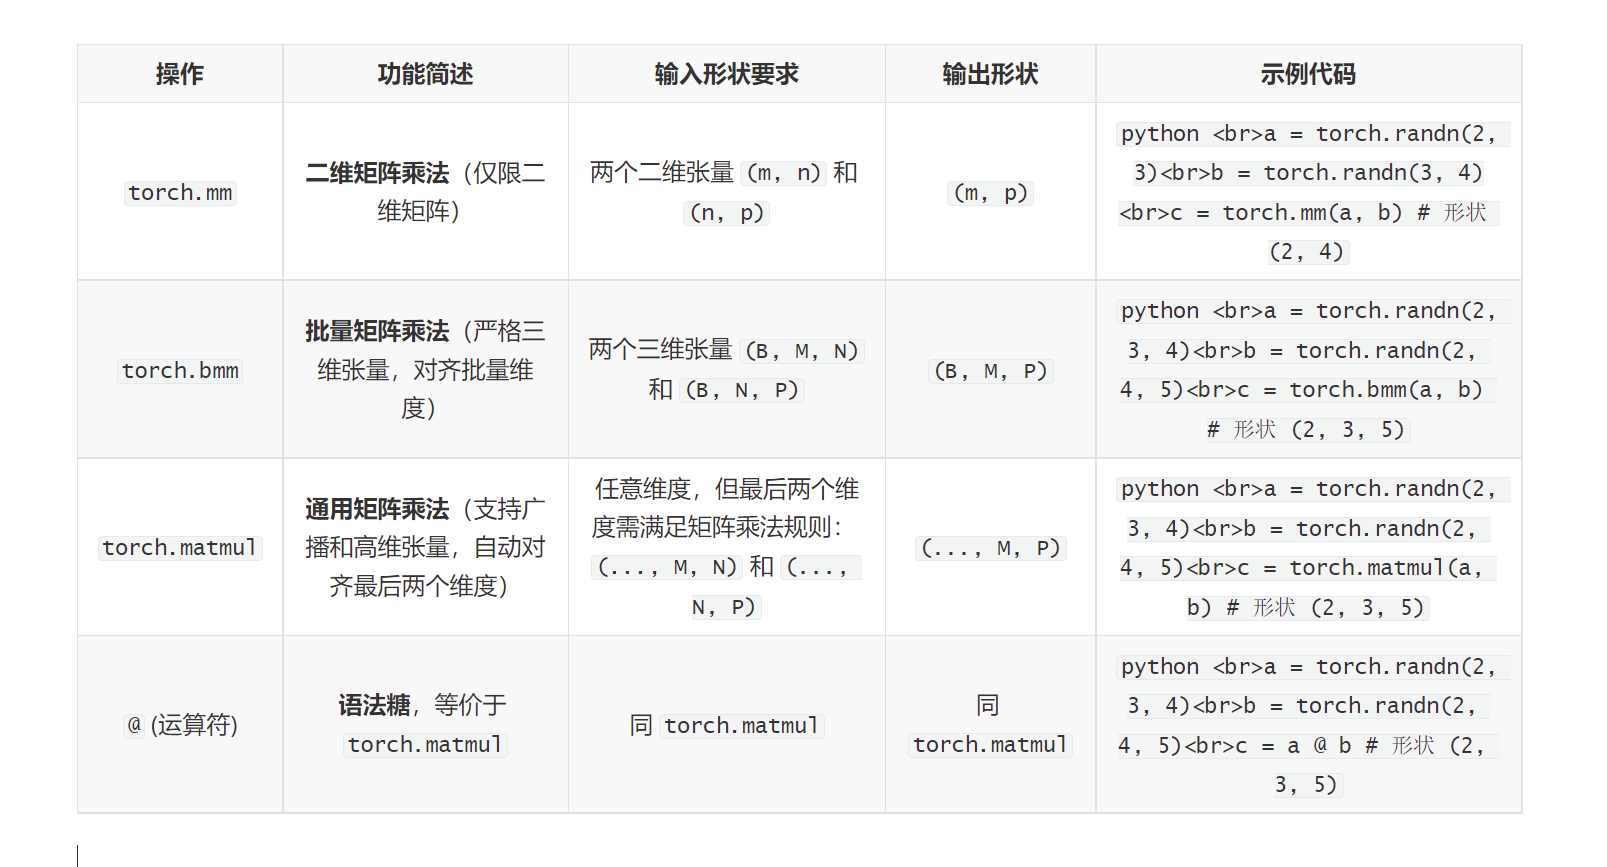 操作
功能简述
输入形状要求
输出形状
示例代码
torch.mm
二维矩阵乘法（仅限二
维矩阵）
两个二维张量 (m, n) 和
(n, p)
(m, p)
python <br>a = torch.randn(2,
3)<br>b = torch.randn(3, 4)
<br>c = torch.mm(a, b) # 形状
(2, 4)
torch.bmm
批量矩阵乘法（严格三
维张量，对齐批量维
度）
两个三维张量 (B, M, N)
和 (B, N, P)
(B, M, P)
python <br>a = torch.randn(2,
3, 4)<br>b = torch.randn(2,
4, 5)<br>c = torch.bmm(a, b)
# 形状 (2, 3, 5)
torch.matmul
通用矩阵乘法（支持广
播和高维张量，自动对
齐最后两个维度）
任意维度，但最后两个维
度需满足矩阵乘法规则：
(..., M, N) 和 (...,
N, P)
(..., M, P)
python <br>a = torch.randn(2,
3, 4)<br>b = torch.randn(2,
4, 5)<br>c = torch.matmul(a,
b) # 形状 (2, 3, 5)
@ (运算符)
语法糖，等价于
torch.matmul
同 torch.matmul
同
torch.matmul
python <br>a = torch.randn(2,
3, 4)<br>b = torch.randn(2,
4, 5)<br>c = a @ b # 形状 (2,
3, 5)